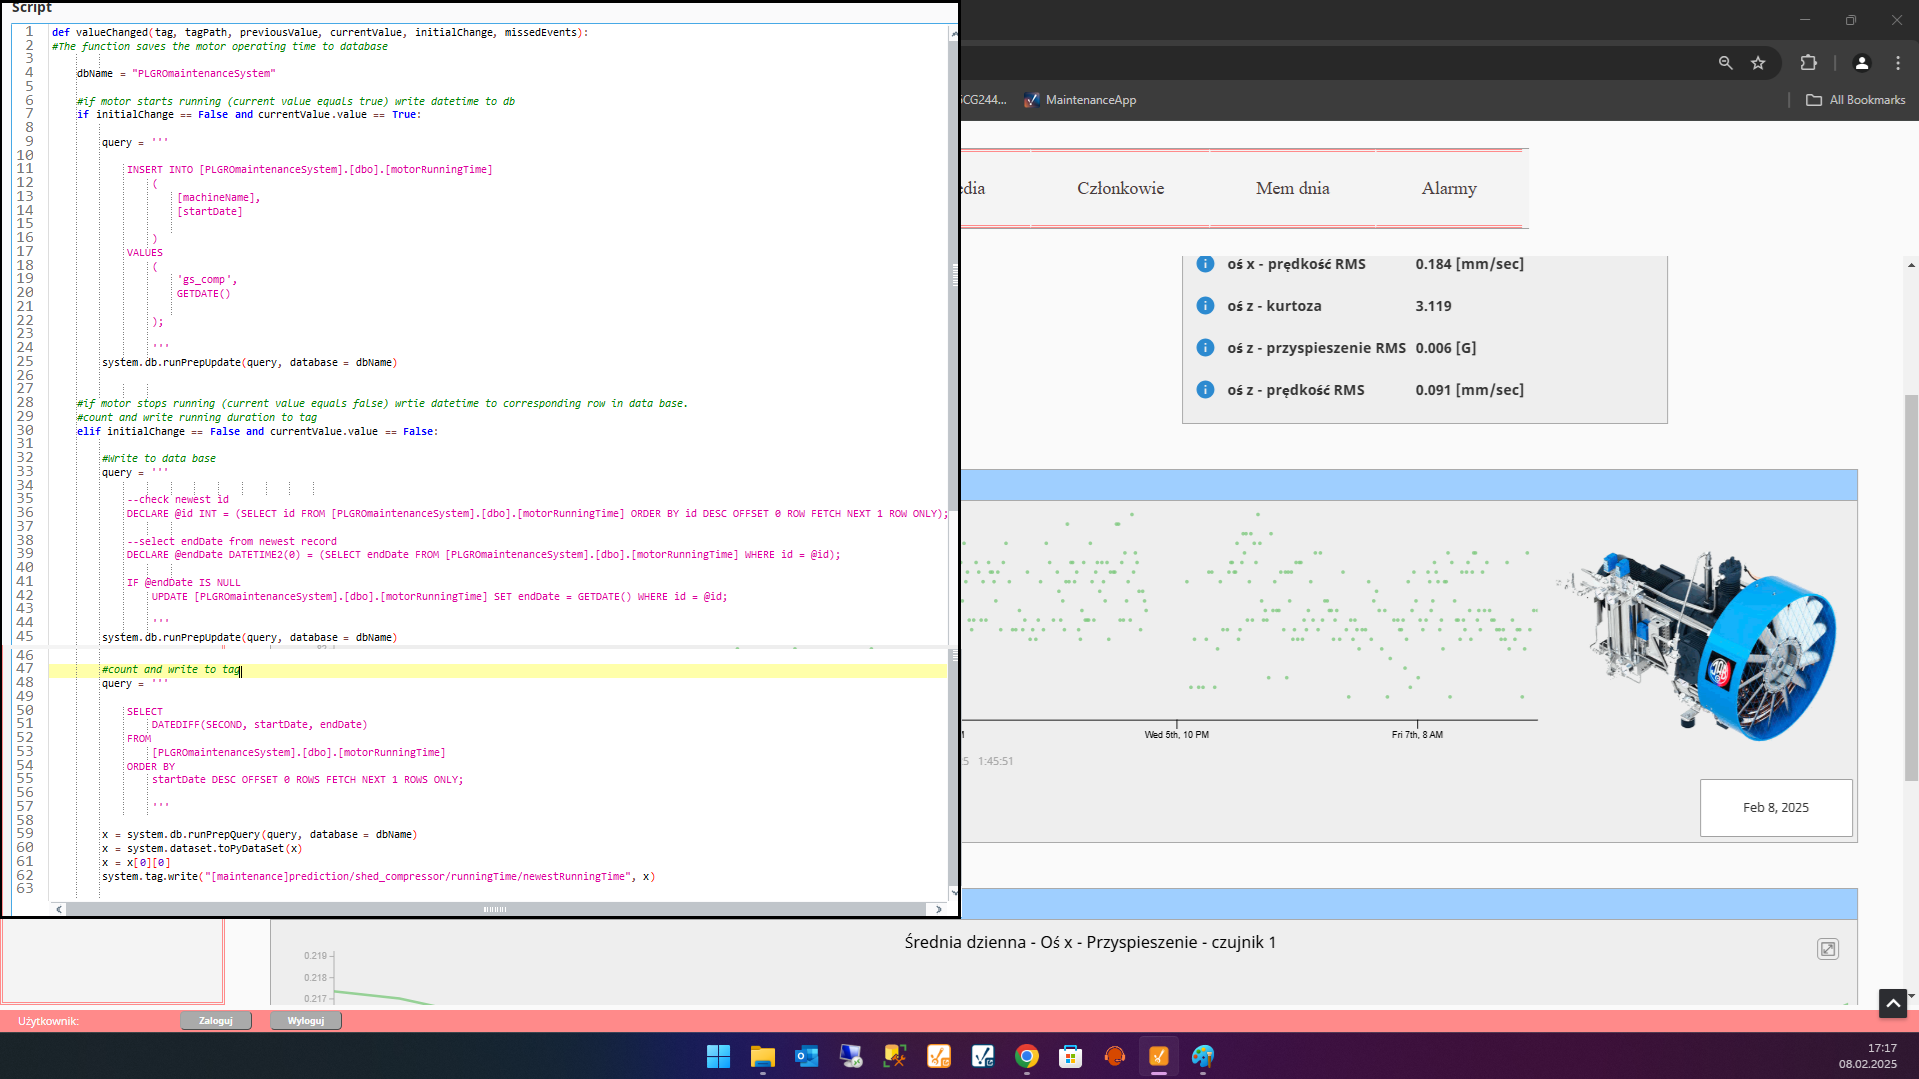 Script
1 def valueChanged(tag, tagPath, previousValue, currentValue, initialChange, missedEvents):
2 #The function saves the motor operating time to database
3
4 dbName = "PLGROmaintenanceSystem"
5
6 #if motor starts running (current value equals true) write datetime to db
7 if initialChange == False and currentValue.value == True:
8
9 query = '''
10
11 INSERT INTO [PLGROmaintenanceSystem].[dbo].[motorRunningTime]
12 (
13 [machineName],
14 [startDate]
15
16 )
17 VALUES
18 (
19 'gs_comp',
20 GETDATE()
21
22 );
23
24 '''
25 system.db.runPrepUpdate(query, database = dbName)
26
27
28 #if motor stops running (current value equals false) wrtie datetime to corresponding row in data base.
29 #count and write running duration to tag
30 elif initialChange == False and currentValue.value == False:
31
32 #Write to data base
33 query = '''
34
35 --check newest id
36 DECLARE @id INT = (SELECT id FROM [PLGROmaintenanceSystem].[dbo].[motorRunningTime] ORDER BY id DESC OFFSET 0 ROW FETCH NEXT 1 ROW ONLY);
37
38 --select endDate from newest record
39 DECLARE @endDate DATETIME2(0) = (SELECT endDate FROM [PLGROmaintenanceSystem].[dbo].[motorRunningTime] WHERE id = @id);
40
41 IF @endDate IS NULL
42 UPDATE [PLGROmaintenanceSystem].[dbo].[motorRunningTime] SET endDate = GETDATE() WHERE id = @id;
43
44 '''
45 system.db.runPrepUpdate(query, database = dbName)
46
47 #count and write to tag
48 query = '''
49
50 SELECT
51 DATEDIFF(SECOND, startDate, endDate)
52 FROM
53 [PLGROmaintenanceSystem].[dbo].[motorRunningTime]
54 ORDER BY
55 startDate DESC OFFSET 0 ROWS FETCH NEXT 1 ROWS ONLY;
56
57 '''
58
59 x = system.db.runPrepQuery(query, database = dbName)
60 x = system.dataset.toPyDataSet(x)
61 x = x[0][0]
62 system.tag.write("[maintenance]prediction/shed_compressor/runningTime/newestRunningTime", x)
63
CG244... MaintenanceApp All Bookmarks
dia Członkowie Mem dnia Alarmy
oś x - prędkość RMS 0.184 [mm/sec]
oś z - kurtoza 3.119
oś z - przyspieszenie RMS 0.006 [G]
oś z - prędkość RMS 0.091 [mm/sec]
Wed 5th, 10 PM Fri 7th, 8 AM
5 1:45:51
Feb 8, 2025
Średnia dzienna - Oś x - Przyspieszenie - czujnik 1
0.219
0.218
0.217
Użytkownik: Zaloguj Wyloguj
17:17
08.02.2025